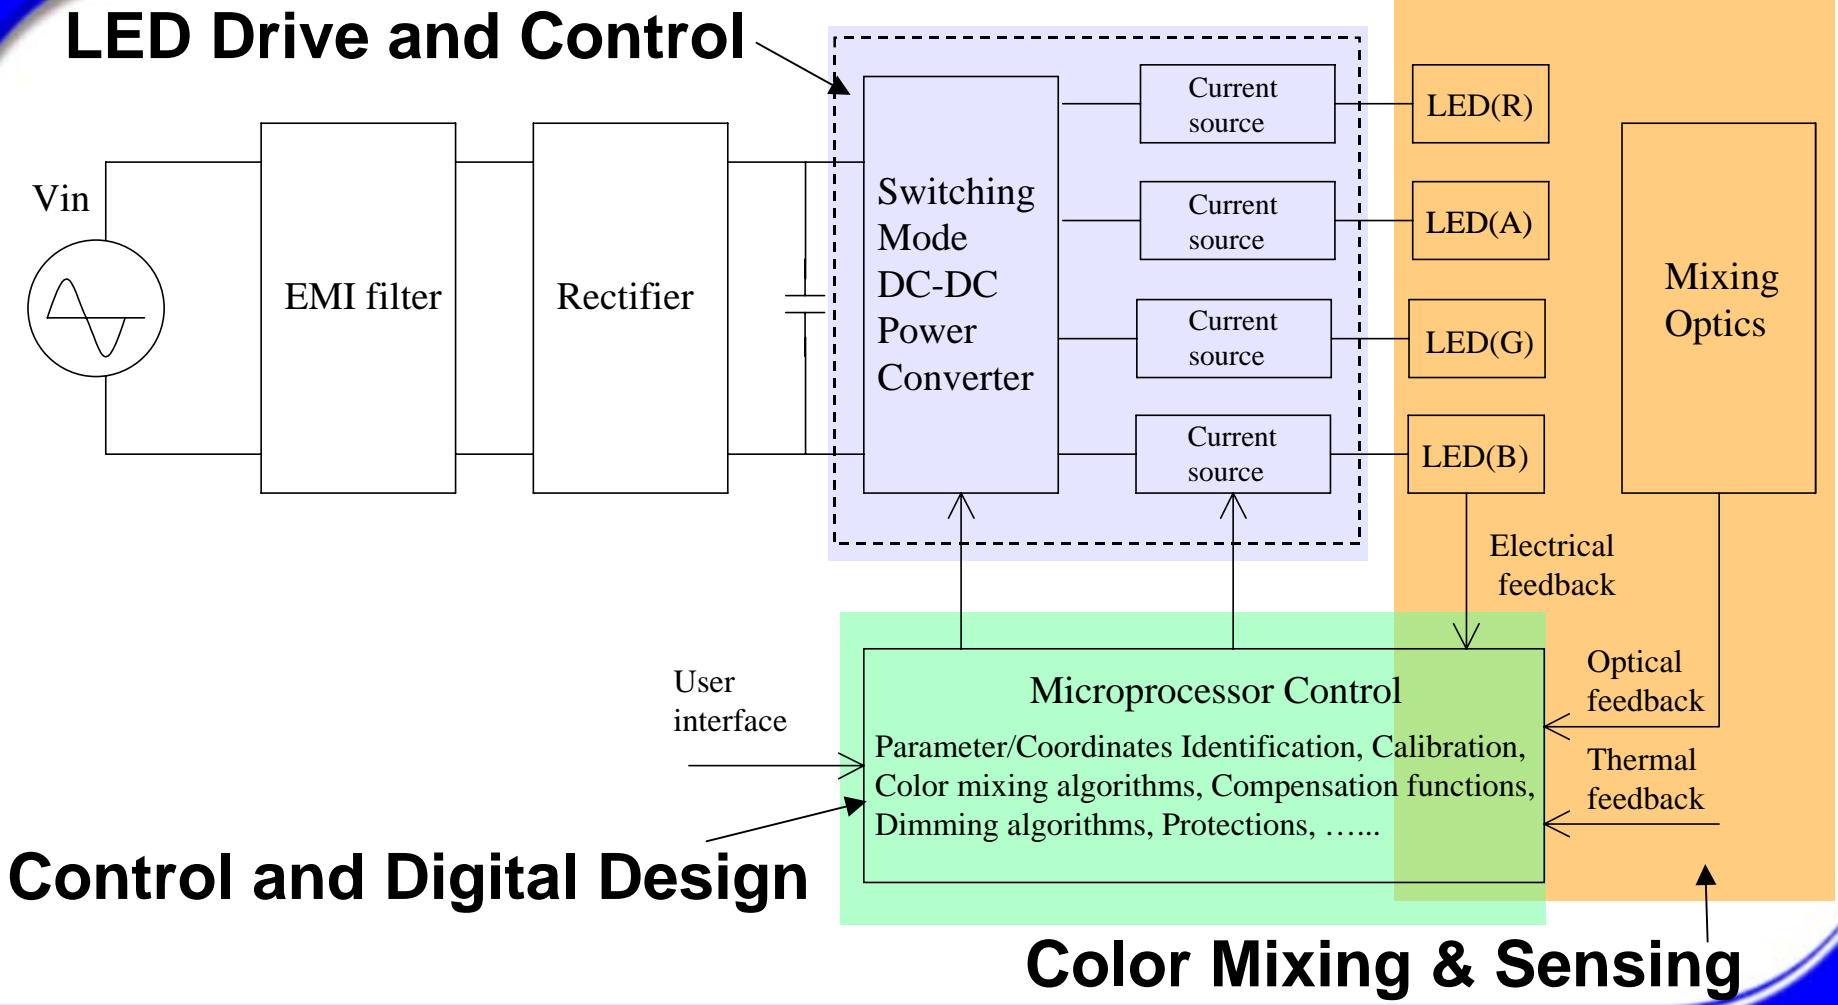 LED Drive and Control
Vin
EMI filter
Rectifier
Switching
Mode
DC-DC
Power
Converter
Current
source
Current
source
Current
source
Current
source
LED(R)
LED(A)
LED(G)
LED(B)
Mixing
Optics
Electrical
feedback
Optical
feedback
Thermal
feedback
User
interface
Microprocessor Control
Parameter/Coordinates Identification, Calibration,
Color mixing algorithms, Compensation functions,
Dimming algorithms, Protections, …...
Control and Digital Design
Color Mixing & Sensing